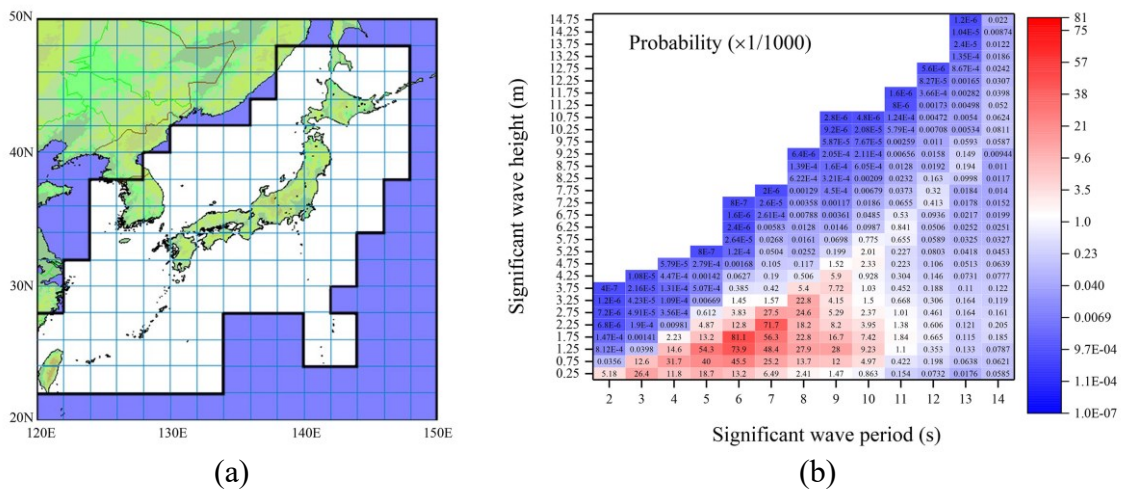 50N
40N
30N
20N
120E 130E 140E 150E
(a)
Probability (×1/1000)
Significant wave height (m)
14.75 1.2E-6 0.022
1.04E-5 0.00874
13.75 2.4E-5 0.0122
1.35E-4 0.0186
12.75 5.6E-6 8.67E-4 0.0242
8.27E-5 0.00165 0.0307
11.75 3.66E-4 0.00282 0.0398
1.6E-6
11.25 8E-6 0.00173 0.00498 0.052
10.75 2.8E-6 4.8E-6 1.24E-4 0.00472 0.0054 0.0624
10.25 9.2E-6 2.08E-5 5.79E-4 0.00708 0.00534 0.0811
9.75 5.87E-5 7.67E-5 0.00259 0.011 0.0593 0.0587
9.25 6.4E-6 2.05E-4 2.11E-4 0.00656 0.0158 0.149 0.00944
8.75 1.39E-4 1.6E-4 6.05E-4 0.0128 0.0192 0.194 0.011
8.25 6.22E-4 3.21E-4 0.00209 0.0232 0.163 0.0998 0.0117
7.75 2E-6 0.00129 4.5E-4 0.00679 0.0373 0.32 0.0184 0.014
7.25 8E-7 2.6E-5 0.00358 0.00117 0.0186 0.0655 0.413 0.0178 0.0152
6.75 1.6E-6 2.61E-4 0.00788 0.00361 0.0485 0.53 0.0936 0.0217 0.0199
6.25 2.4E-6 0.00583 0.0128 0.0146 0.0987 0.841 0.0506 0.0252 0.0251
5.75 2.64E-5 0.0268 0.0161 0.0698 0.775 0.655 0.0589 0.0325 0.0327
5.25 8E-7 1.2E-4 0.0504 0.0252 0.199 2.01 0.227 0.0803 0.0418 0.0453
4.75 5.79E-5 2.79E-4 0.00168 0.105 0.117 1.52 2.33 0.223 0.106 0.0513 0.0639
4.25 1.08E-5 4.47E-4 0.00142 0.0627 0.19 0.506 5.9 0.928 0.304 0.146 0.0731 0.0777
3.75 4E-7 2.16E-5 1.31E-4 5.07E-4 0.385 0.42 5.4 7.72 1.03 0.452 0.188 0.11 0.122
3.25 1.2E-6 4.23E-5 1.09E-4 0.00669 1.45 1.57 22.8 4.15 1.5 0.668 0.306 0.164 0.119
2.75 7.2E-6 4.91E-5 3.56E-4 0.612 3.83 27.5 24.6 5.29 2.37 1.01 0.461 0.164 0.161
2.25 6.8E-6 1.9E-4 0.00981 4.87 12.8 71.7 12.4 8.2 3.95 1.38 0.606 0.121 0.205
1.75 1.47E-4 0.00141 2.23 13.2 81.1 56.3 22.8 16.7 7.42 1.84 0.665 0.115 0.185
1.25 8.12E-4 0.0398 14.6 54.3 73.9 48.4 27.9 28 9.23 1.1 0.353 0.133 0.0787
0.75 0.0356 12.6 31.7 40 45.5 25.2 13.7 12 4.97 0.422 0.198 0.0638 0.0621
0.25 5.18 26.4 11.8 18.7 13.2 6.49 2.41 1.47 0.863 0.154 0.0732 0.0176 0.0585
2 3 4 5 6 7 8 9 10 11 12 13 14
Significant wave period (s)
81
57
38
21
9.6
3.5
1.0
0.22
0.034
0.0069
9.7E-04
1.1E-04
1.0E-07
(b)